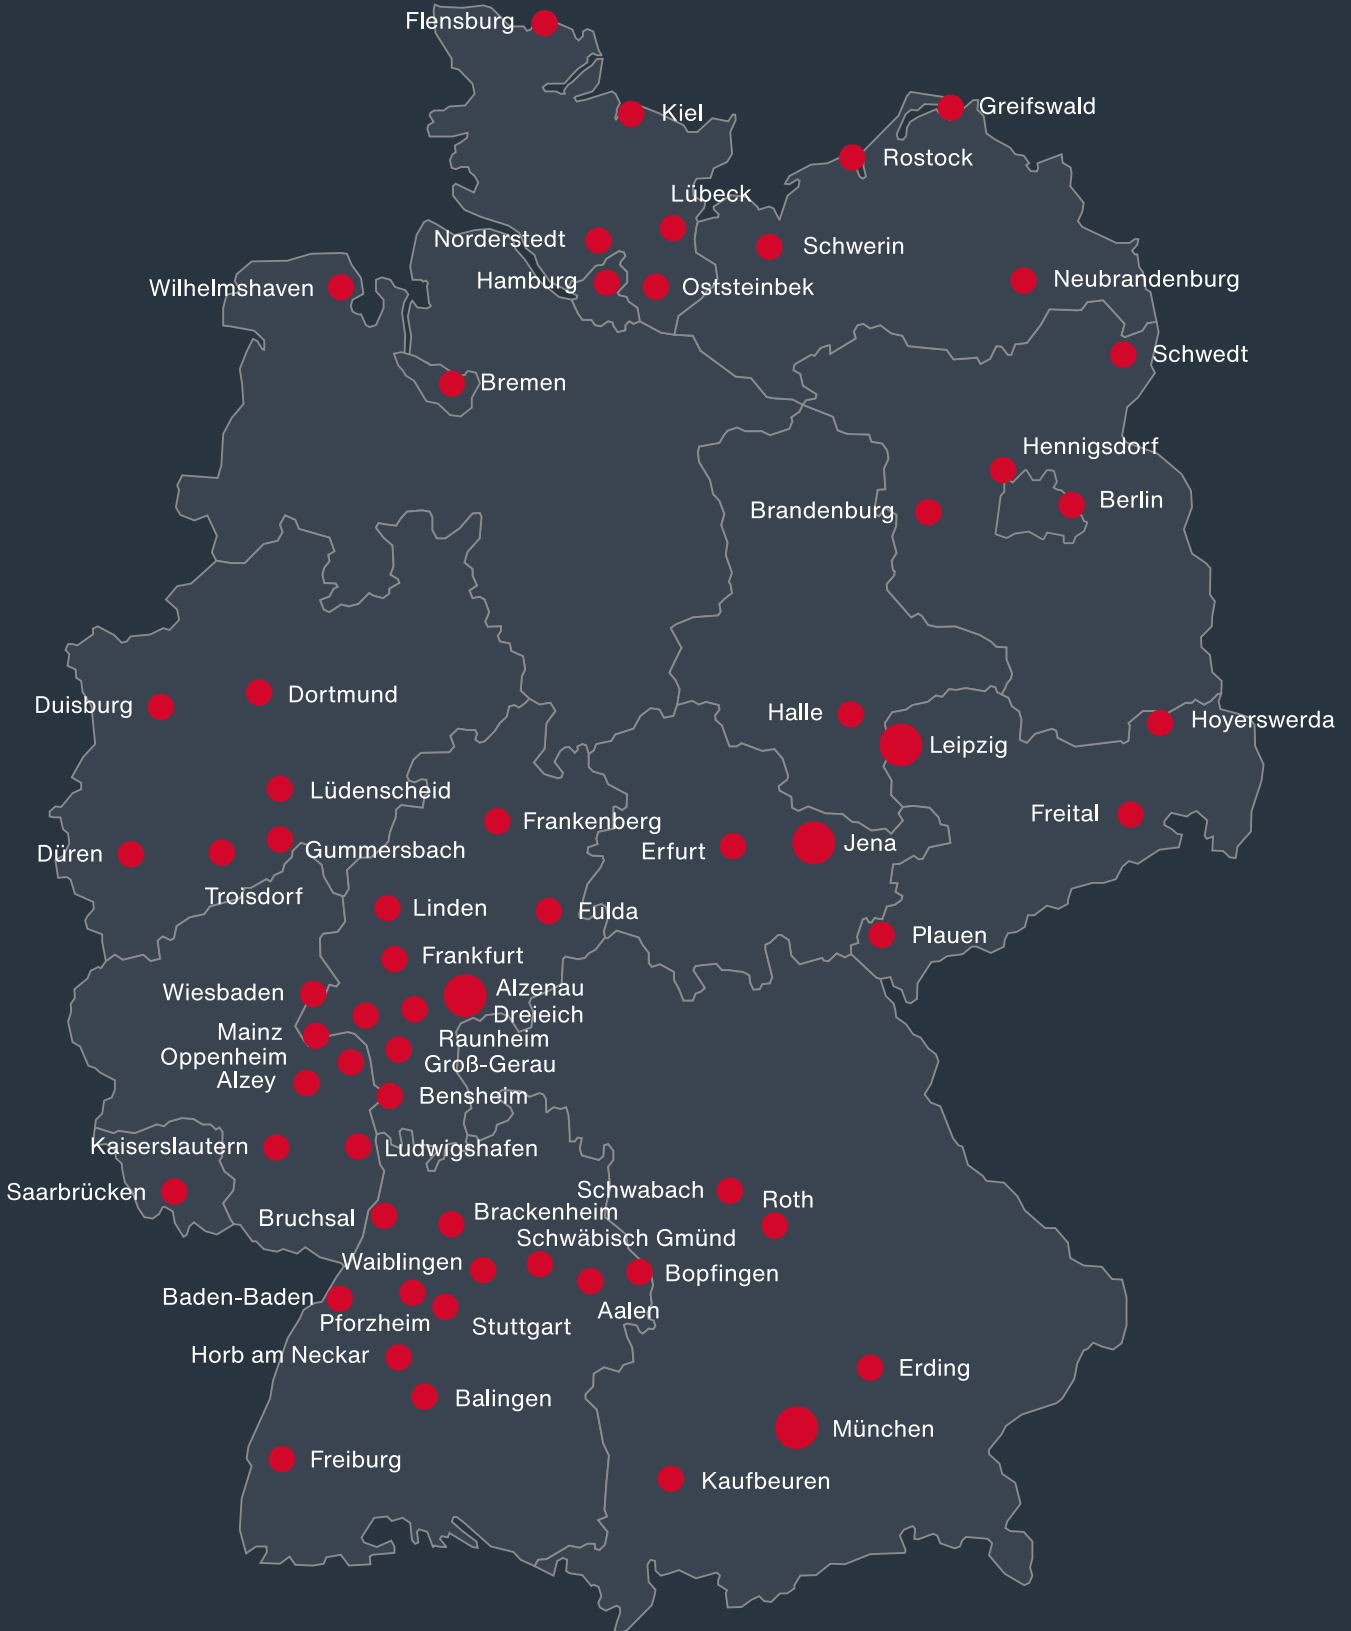 Flensburg
Kiel
Greifswald
Rostock
Lübeck
Norderstedt
Schwerin
Hamburg
Oststeinbek
Wilhelmshaven
Neubrandenburg
Schwedt
Bremen
Hennigsdorf
Berlin
Brandenburg
Dortmund
Duisburg
Halle
Hoyerswerda
Leipzig
Lüdenscheid
Freital
Frankenberg
Jena
Gummersbach
Erfurt
Düren
Troisdorf
Linden
Fulda
Plauen
Frankfurt
Alzenau
Wiesbaden
Dreieich
Mainz
Raunheim
Oppenheim
Groß-Gerau
Alzey
Bensheim
Kaiserslautern
Ludwigshafen
Saarbrücken
Schwabach
Roth
Bruchsal
Brackenheim
Schwäbisch Gmünd
Waiblingen
Bopfingen
Baden-Baden
Aalen
Pforzheim
Stuttgart
Horb am Neckar
Erding
Balingen
München
Freiburg
Kaufbeuren